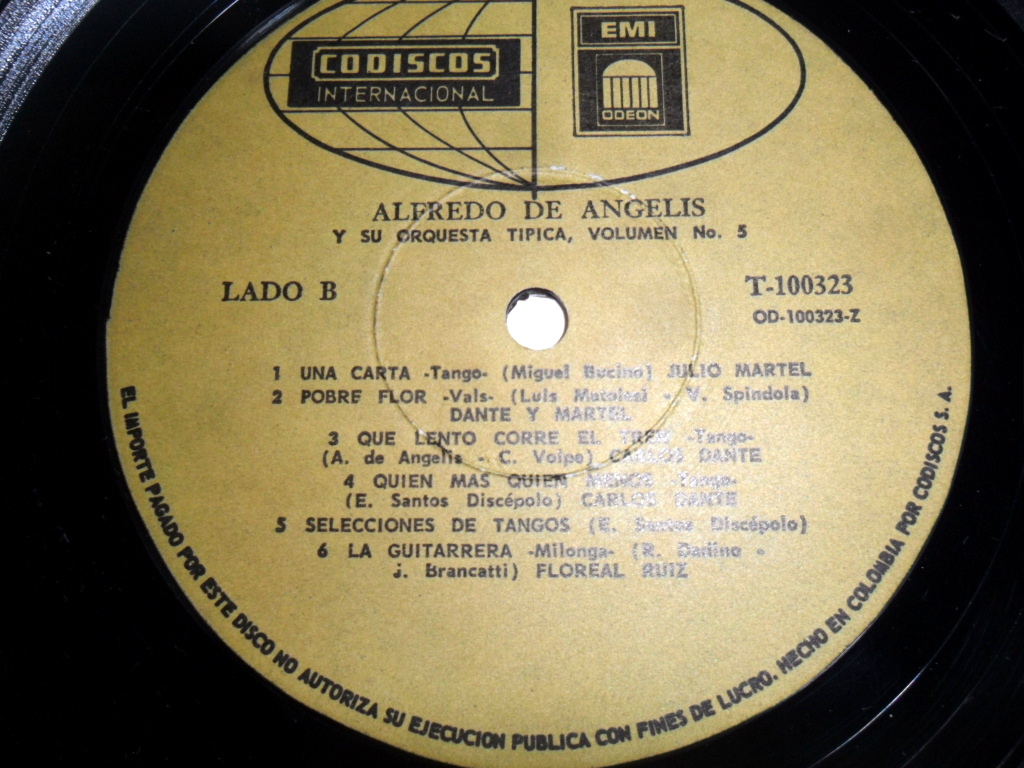 CODISCOS
INTERNACIONAL
EMI
ODEON
ALFREDO DE ANGELIS
Y SU ORQUESTA TIPICA, VOLUMEN No. 5
LADO B
T-100323
OD-100323-Z
1 UNA CARTA -Tango- (Miguel Bucino) JULIO MARTEL
2 POBRE FLOR -Vals- (Luis - V. Spindola)
DANTE Y MARTEL
3 QUE LENTO CORRE EL TREN -Tango-
(A. de Angelis - C. Volpe) CARLOS DANTE
4 QUIEN MAS QUIEN MENOS -Tango-
(E. Santos Discépolo) CARLOS DANTE
5 SELECCIONES DE TANGOS (E. Santos Discépolo)
6 LA GUITARRERA -Milonga- (R. -
J. Brancatti) FLOREAL RUIZ
EL IMPORTE PAGADO POR ESTE DISCO NO AUTORIZA SU EJECUCION PUBLICA CON FINES DE LUCRO. HECHO EN COLOMBIA POR CODISCOS S. A.